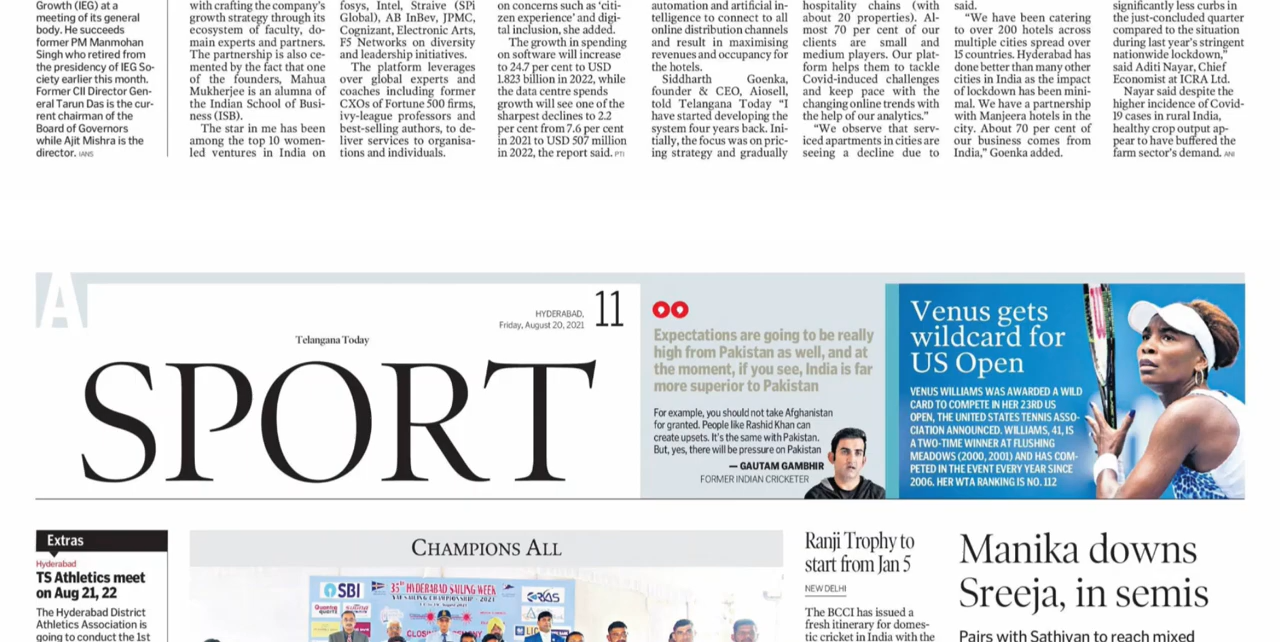 Growth (IEG) at a
meeting of its general
body. He succeeds
former PM Manmohan
Singh who retired from
the presidency of IEG So-
ciety earlier this month.
Former CII Director Gen-
eral Tarun Das is the cur-
rent chairman of the
Board of Governors
while Ajit Mishra is the
director. IANS
with crafting the company's
growth strategy through its
ecosystem of faculty, do-
main experts and partners.
The partnership is also ce-
mented by the fact that one
of the founders, Mahua
Mukherjee is an alumna of
the Indian School of Busi-
ness (ISB).
The star in me has been
among the top 10 women-
led ventures in India on
fosys, Intel, Straive (SPi
Global), AB InBev, JPMC,
Cognizant, Electronic Arts,
F5 Networks on diversity
and leadership initiatives.
The platform leverages
over global experts and
coaches including former
CXOs of Fortune 500 firms,
ivy-league professors and
best-selling authors, to de-
liver services to organisa-
tions and individuals.
on concerns such as 'citi-
zen experience' and digi-
tal inclusion, she added.
The growth in spending
on software will increase
to 24.7 per cent to USD
1.823 billion in 2022, while
the data centre spends
growth will see one of the
sharpest declines to 2.2
per cent from 7.6 per cent
in 2021 to USD 507 million
in 2022, the report said. PTI
automation and artificial in-
telligence to connect to all
online distribution channels
and result in maximising
revenues and occupancy for
the hotels.
Siddharth Goenka,
founder & CEO, Aiosell,
told Telangana Today "I
have started developing the
system four years back. Ini-
tially, the focus was on pric-
ing strategy and gradually
hospitality chains (with
about 20 properties). Al-
most 70 per cent of our
clients are small and
medium players. Our plat-
form helps them to tackle
Covid-induced challenges
and keep pace with the
changing online trends with
the help of our analytics."
"We observe that serv-
iced apartments in cities are
seeing a decline due to
said.
"We have been catering
to over 200 hotels across
multiple cities spread over
15 countries. Hyderabad has
done better than many other
cities in India as the impact
of lockdown has been mini-
mal. We have a partnership
with Manjeera hotels in the
city. About 70 per cent of
our business comes from
India," Goenka added.
significantly less curbs in
the just-concluded quarter
compared to the situation
during last year's stringent
nationwide lockdown,"
said Aditi Nayar, Chief
Economist at ICRA Ltd.
Nayar said despite the
higher incidence of Covid-
19 cases in rural India,
healthy crop output ap-
pear to have buffered the
farm sector's demand. ANI
A
HYDERABAD,
Friday, August 20, 2021
11
Telangana Today
SPORT
Expectations are going to be really
high from Pakistan as well, and at
the moment, if you see, India is far
more superior to Pakistan
For example, you should not take Afghanistan
for granted. People like Rashid Khan can
create upsets. It's the same with Pakistan.
But, yes, there will be pressure on Pakistan
— GAUTAM GAMBHIR
FORMER INDIAN CRICKETER
Venus gets
wildcard for
US Open
VENUS WILLIAMS WAS AWARDED A WILD
CARD TO COMPETE IN HER 23RD US
OPEN, THE UNITED STATES TENNIS ASSO-
CIATION ANNOUNCED. WILLIAMS, 41, IS
A TWO-TIME WINNER AT FLUSHING
MEADOWS (2000, 2001) AND HAS COM-
PETED IN THE EVENT EVERY YEAR SINCE
2006. HER WTA RANKING IS NO. 112
Extras
Hyderabad
TS Athletics meet
on Aug 21, 22
The Hyderabad District
Athletics Association is
going to conduct the 1st
CHAMPIONS ALL
SBI
35th HYDERABAD SAILING WEEK
Ranji Trophy to
start from Jan 5
NEW DELHI
The BCCI has issued a
fresh itinerary for domes-
tic cricket in India with the
Manika downs
Sreeja, in semis
Pairs with Sathiyan to reach mixed